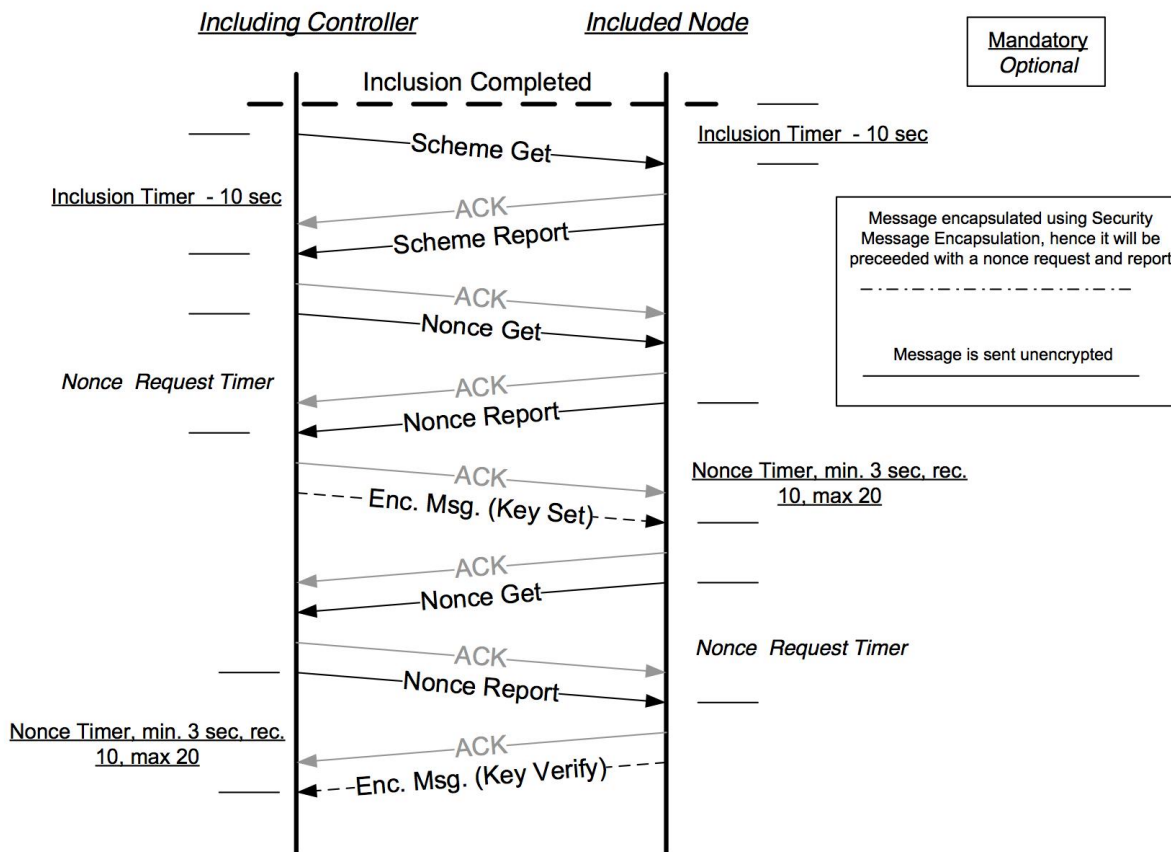 Including Controller
Included Node
Mandatory
Optional
Inclusion Completed
Scheme Get
Inclusion Timer - 10 sec
Inclusion Timer - 10 sec
ACK
Scheme Report
Message encapsulated using Security
Message Encapsulation, hence it will be
preceeded with a nonce request and report
ACK
Nonce Get
Message is sent unencrypted
Nonce Request Timer
ACK
Nonce Report
ACK
Nonce Timer, min. 3 sec, rec.
10, max 20
Enc. Msg. (Key Set)
ACK
Nonce Get
ACK
Nonce Request Timer
Nonce Report
Nonce Timer, min. 3 sec, rec.
10, max 20
ACK
Enc. Msg. (Key Verify)